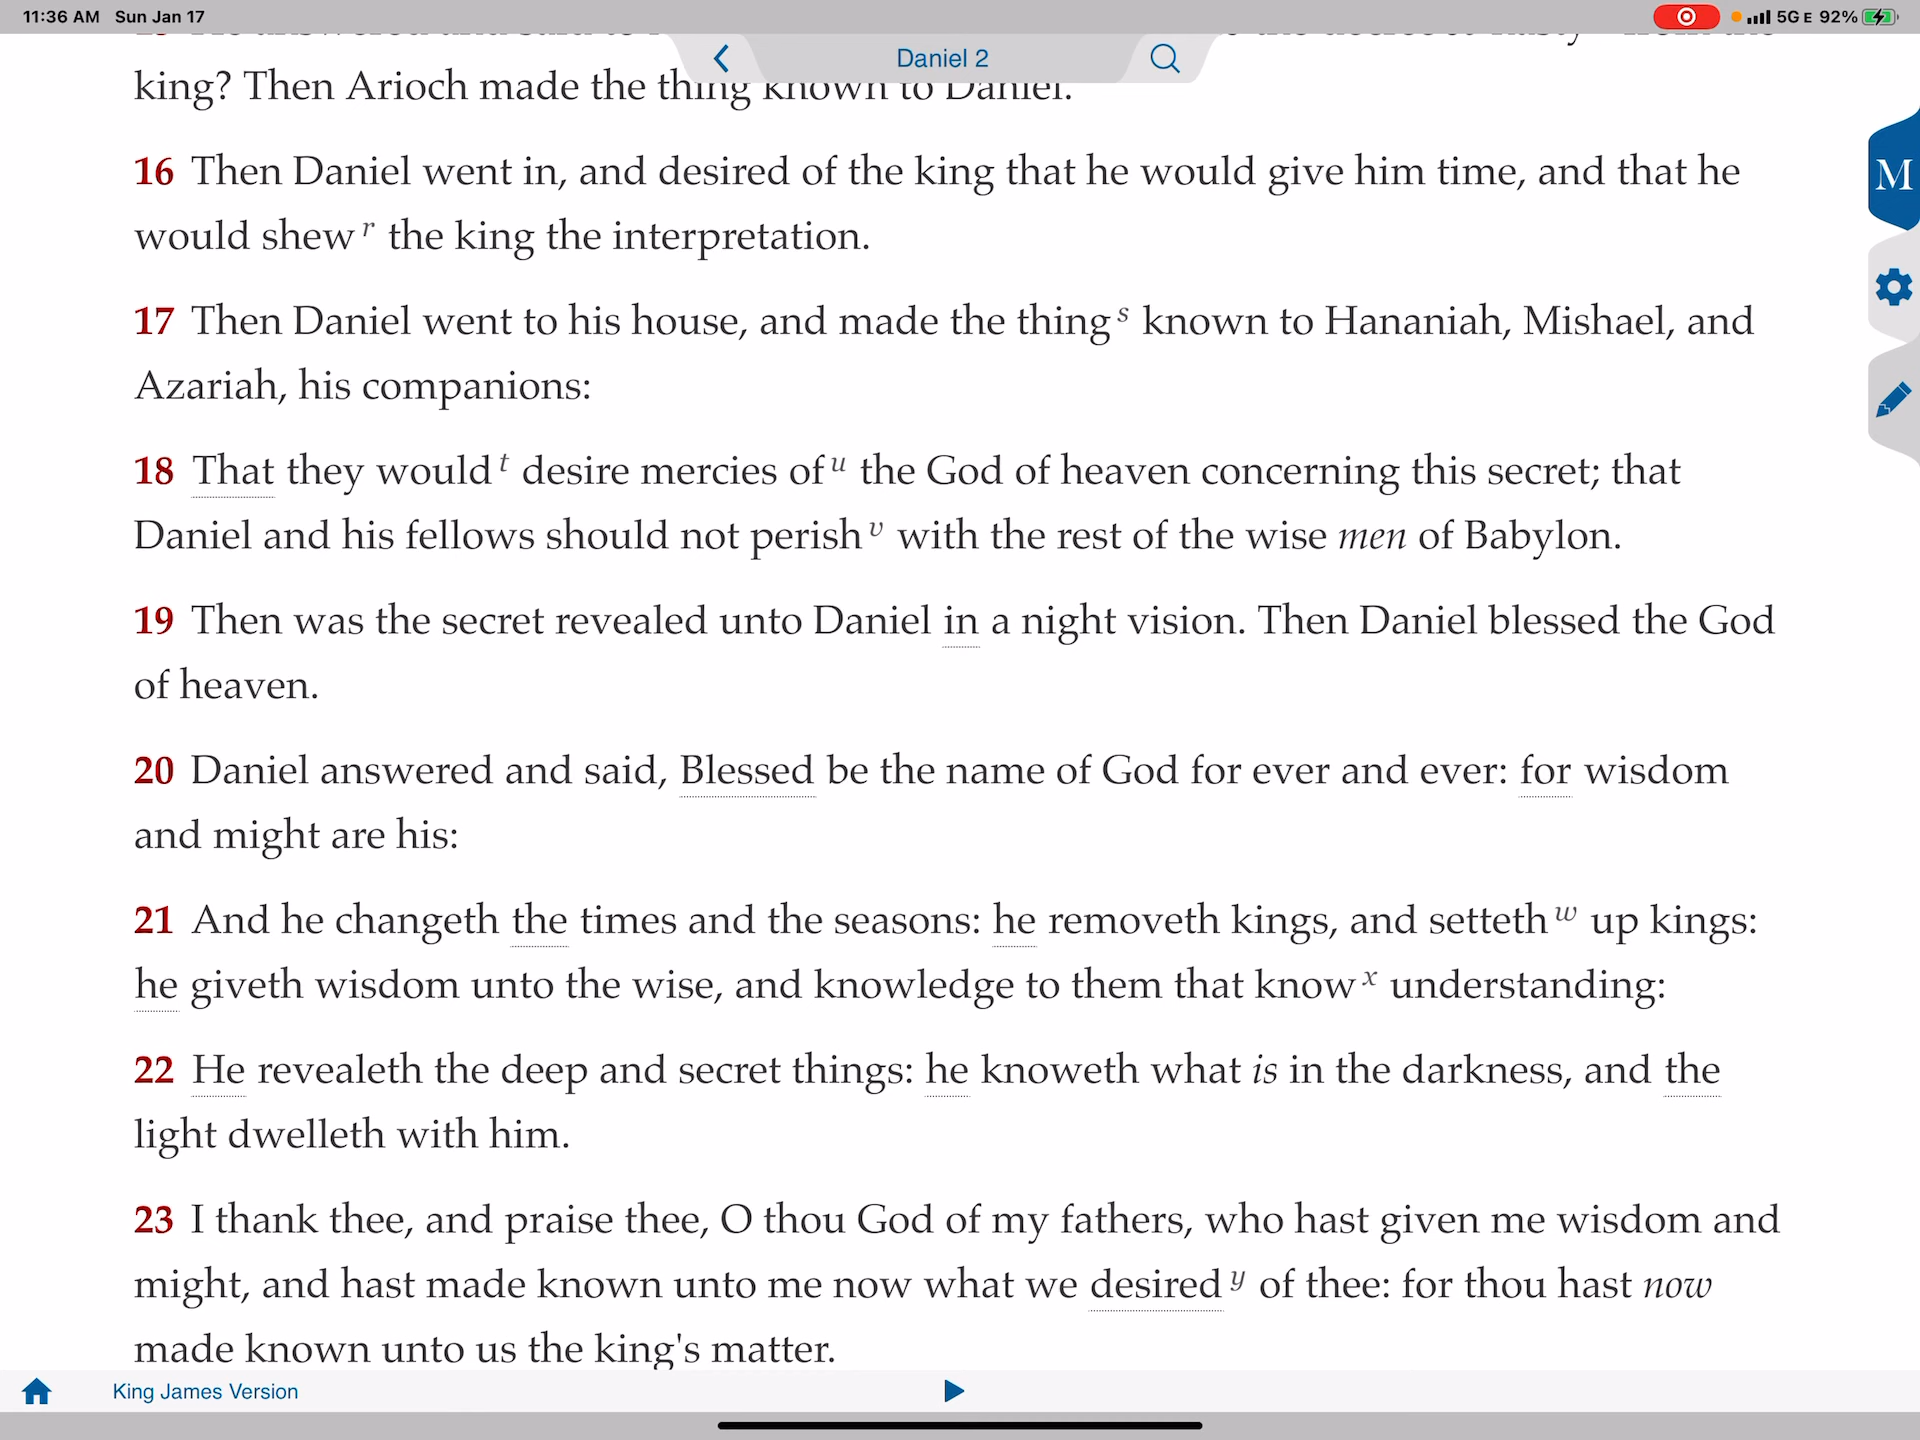 11:36 AM Sun Jan 17
5G E 92%
Daniel 2
king? Then Arioch made the thing known to Daniel.
16 Then Daniel went in, and desired of the king that he would give him time, and that he
would shew r the king the interpretation.
17 Then Daniel went to his house, and made the thing s known to Hananiah, Mishael, and
Azariah, his companions:
18 That they would t desire mercies of u the God of heaven concerning this secret; that
Daniel and his fellows should not perish v with the rest of the wise men of Babylon.
19 Then was the secret revealed unto Daniel in a night vision. Then Daniel blessed the God
of heaven.
20 Daniel answered and said, Blessed be the name of God for ever and ever: for wisdom
and might are his:
21 And he changeth the times and the seasons: he removeth kings, and setteth w up kings:
he giveth wisdom unto the wise, and knowledge to them that know x understanding:
22 He revealeth the deep and secret things: he knoweth what is in the darkness, and the
light dwelleth with him.
23 I thank thee, and praise thee, O thou God of my fathers, who hast given me wisdom and
might, and hast made known unto me now what we desired y of thee: for thou hast now
made known unto us the king's matter.
M
King James Version